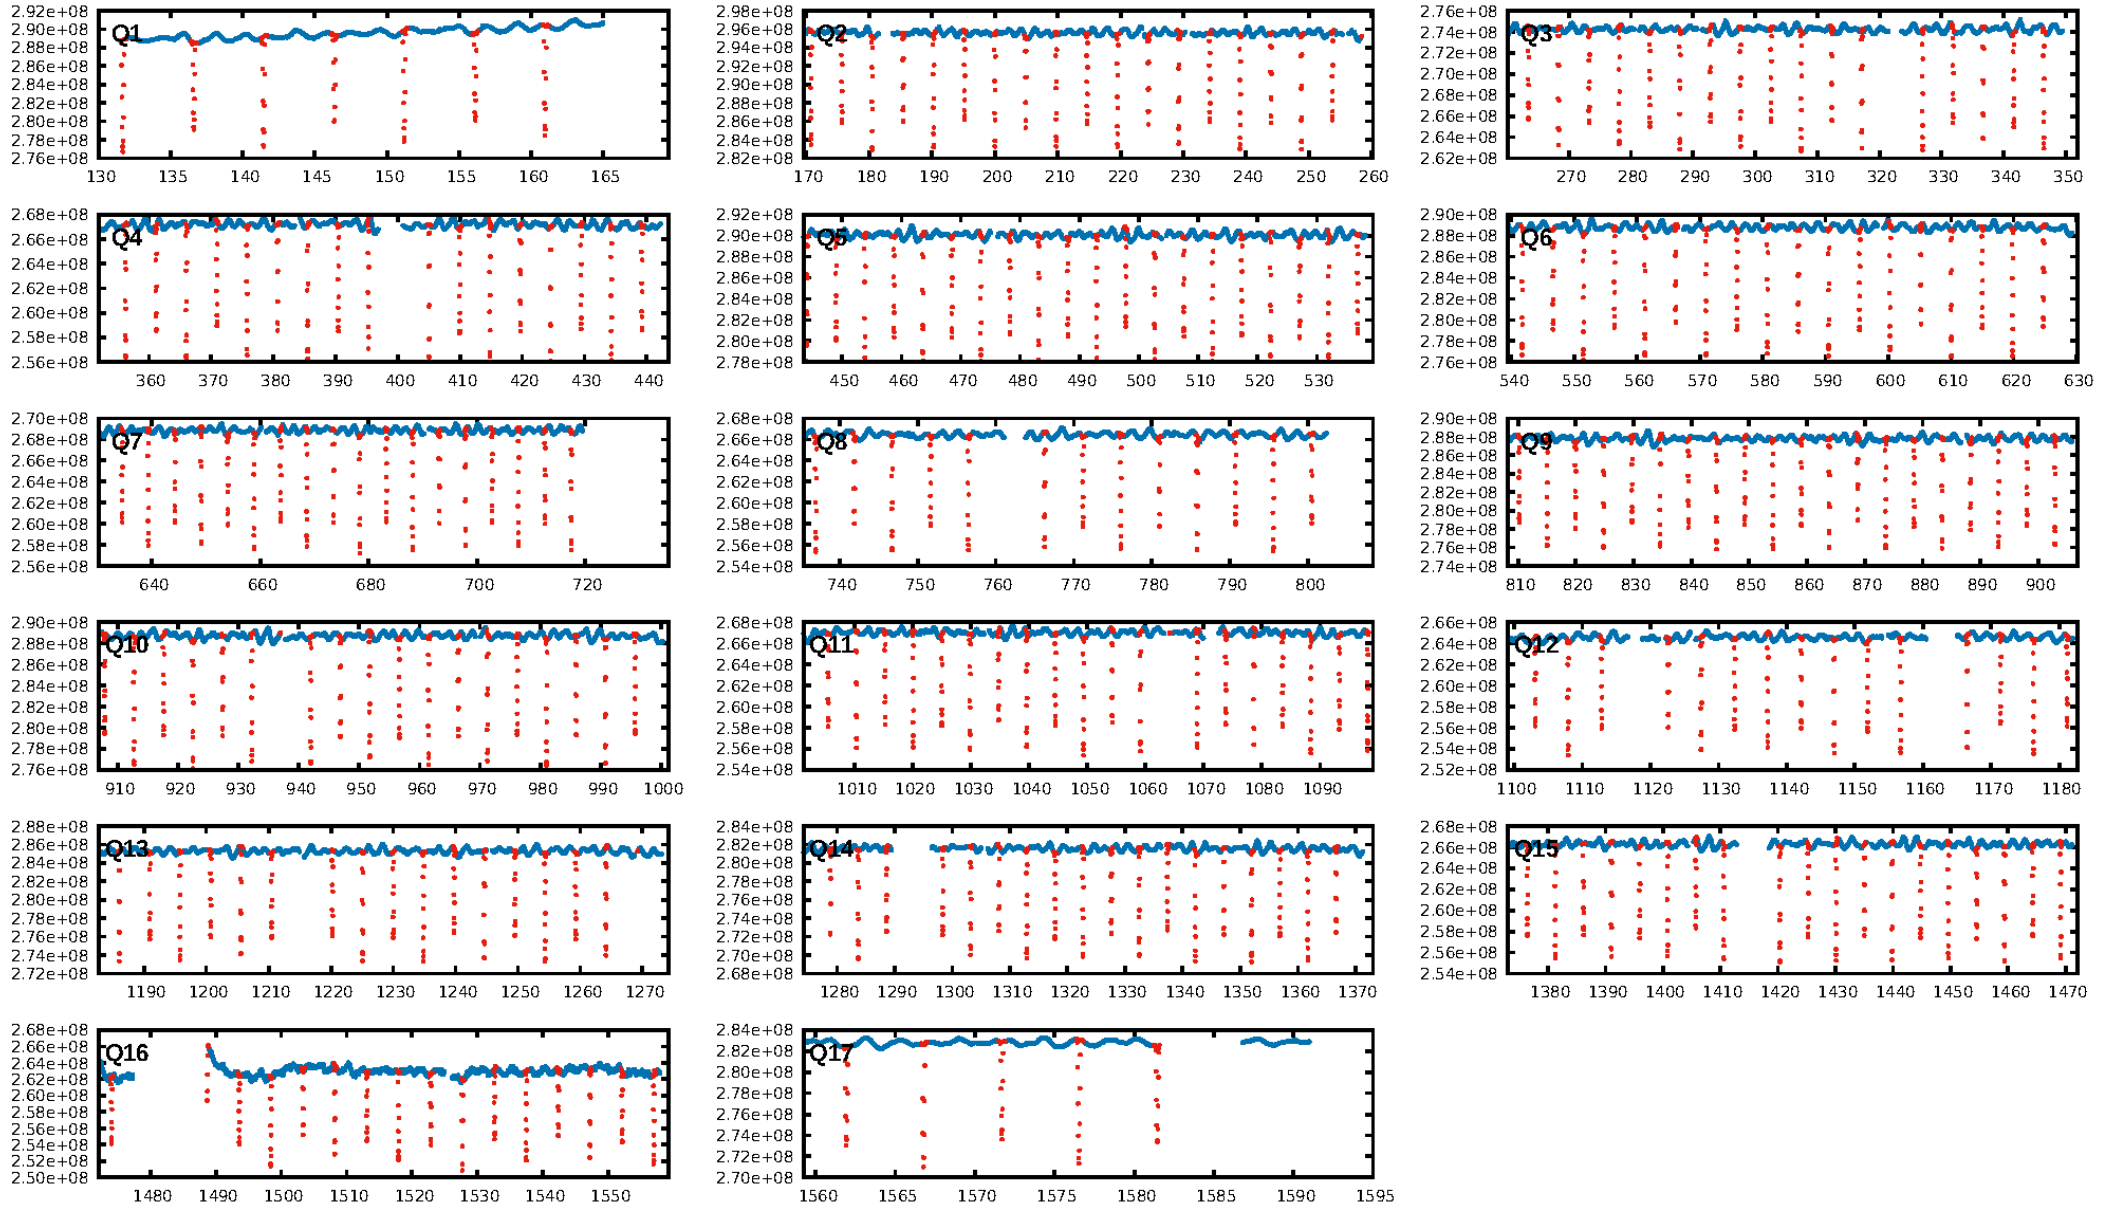 2.92e+08
2.90e+08
2.88e+08
2.86e+08
2.84e+08
2.82e+08
2.80e+08
2.78e+08
2.76e+08
Q1
130 135 140 145 150 155 160 165
2.98e+08
2.96e+08
2.94e+08
2.92e+08
2.90e+08
2.88e+08
2.86e+08
2.84e+08
2.82e+08
Q2
170 180 190 200 210 220 230 240 250 260
2.76e+08
2.74e+08
2.72e+08
2.70e+08
2.68e+08
2.66e+08
2.64e+08
2.62e+08
Q3
270 280 290 300 310 320 330 340 350
2.68e+08
2.66e+08
2.64e+08
2.62e+08
2.60e+08
2.58e+08
2.56e+08
Q4
360 370 380 390 400 410 420 430 440
2.92e+08
2.90e+08
2.88e+08
2.86e+08
2.84e+08
2.82e+08
2.80e+08
2.78e+08
Q5
450 460 470 480 490 500 510 520 530
2.90e+08
2.88e+08
2.86e+08
2.84e+08
2.82e+08
2.80e+08
2.78e+08
2.76e+08
Q6
540 550 560 570 580 590 600 610 620 630
2.70e+08
2.68e+08
2.66e+08
2.64e+08
2.62e+08
2.60e+08
2.58e+08
2.56e+08
Q7
640 660 680 700 720
2.68e+08
2.66e+08
2.64e+08
2.62e+08
2.60e+08
2.58e+08
2.56e+08
2.54e+08
Q8
740 750 760 770 780 790 800
2.90e+08
2.88e+08
2.86e+08
2.84e+08
2.82e+08
2.80e+08
2.78e+08
2.76e+08
2.74e+08
Q9
810 820 830 840 850 860 870 880 890 900
2.90e+08
2.88e+08
2.86e+08
2.84e+08
2.82e+08
2.80e+08
2.78e+08
2.76e+08
Q10
910 920 930 940 950 960 970 980 990 1000
2.68e+08
2.66e+08
2.64e+08
2.62e+08
2.60e+08
2.58e+08
2.56e+08
2.54e+08
Q11
1010 1020 1030 1040 1050 1060 1070 1080 1090
2.66e+08
2.64e+08
2.62e+08
2.60e+08
2.58e+08
2.56e+08
2.54e+08
2.52e+08
Q12
1100 1110 1120 1130 1140 1150 1160 1170 1180
2.88e+08
2.86e+08
2.84e+08
2.82e+08
2.80e+08
2.78e+08
2.76e+08
2.74e+08
2.72e+08
Q13
1190 1200 1210 1220 1230 1240 1250 1260 1270
2.84e+08
2.82e+08
2.80e+08
2.78e+08
2.76e+08
2.74e+08
2.72e+08
2.70e+08
2.68e+08
Q14
1280 1290 1300 1310 1320 1330 1340 1350 1360 1370
2.68e+08
2.66e+08
2.64e+08
2.62e+08
2.60e+08
2.58e+08
2.56e+08
2.54e+08
Q15
1380 1390 1400 1410 1420 1430 1440 1450 1460 1470
2.68e+08
2.66e+08
2.64e+08
2.62e+08
2.60e+08
2.58e+08
2.56e+08
2.54e+08
2.52e+08
2.50e+08
Q16
1480 1490 1500 1510 1520 1530 1540 1550
2.84e+08
2.82e+08
2.80e+08
2.78e+08
2.76e+08
2.74e+08
2.72e+08
2.70e+08
Q17
1560 1565 1570 1575 1580 1585 1590 1595